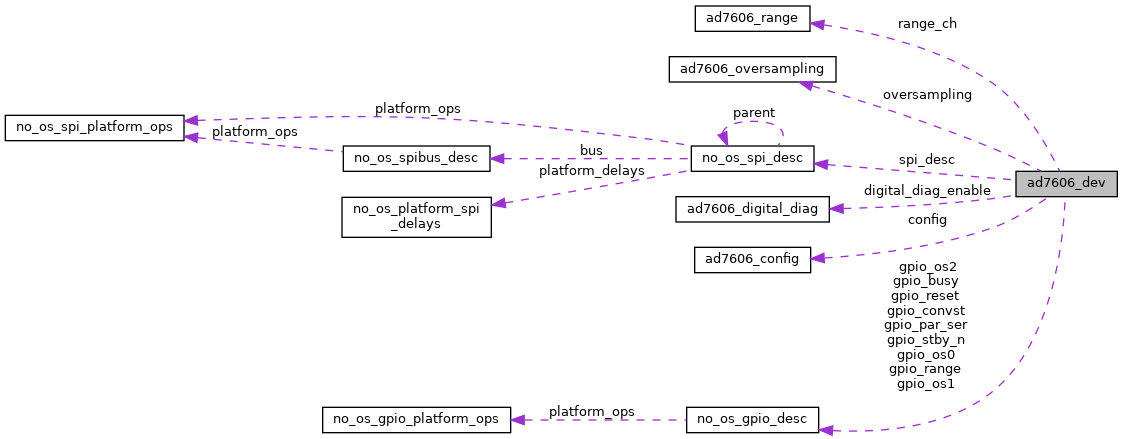 ad7606_range
range_ch
ad7606_oversampling
oversampling
platform_ops
parent
no_os_spi_platform_ops
platform_ops
no_os_spibus_desc
bus
no_os_spi_desc
spi_desc
platform_delays
ad7606_dev
digital_diag_enable
no_os_platform_spi
_delays
ad7606_digital_diag
config
ad7606_config
gpio_os2
gpio_busy
gpio_reset
gpio_convst
gpio_par_ser
gpio_stby_n
gpio_os0
gpio_range
gpio_os1
no_os_gpio_platform_ops
platform_ops
no_os_gpio_desc